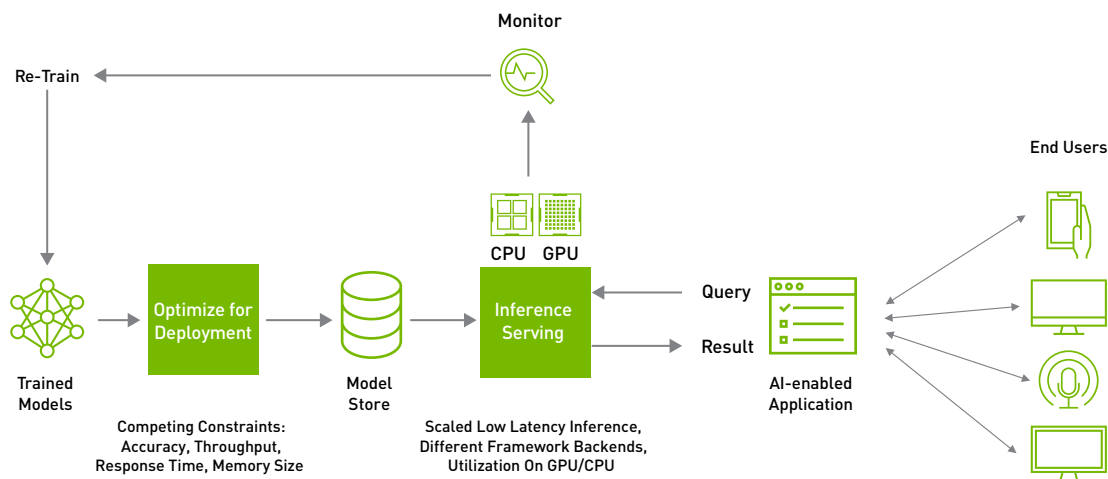 Monitor
Re-Train
End Users
CPU GPU
Optimize for
Deployment
Inference
Serving
Query
Result
Trained
Models
Model
Store
AI-enabled
Application
Competing Constraints:
Accuracy, Throughput,
Response Time, Memory Size
Scaled Low Latency Inference,
Different Framework Backends,
Utilization On GPU/CPU